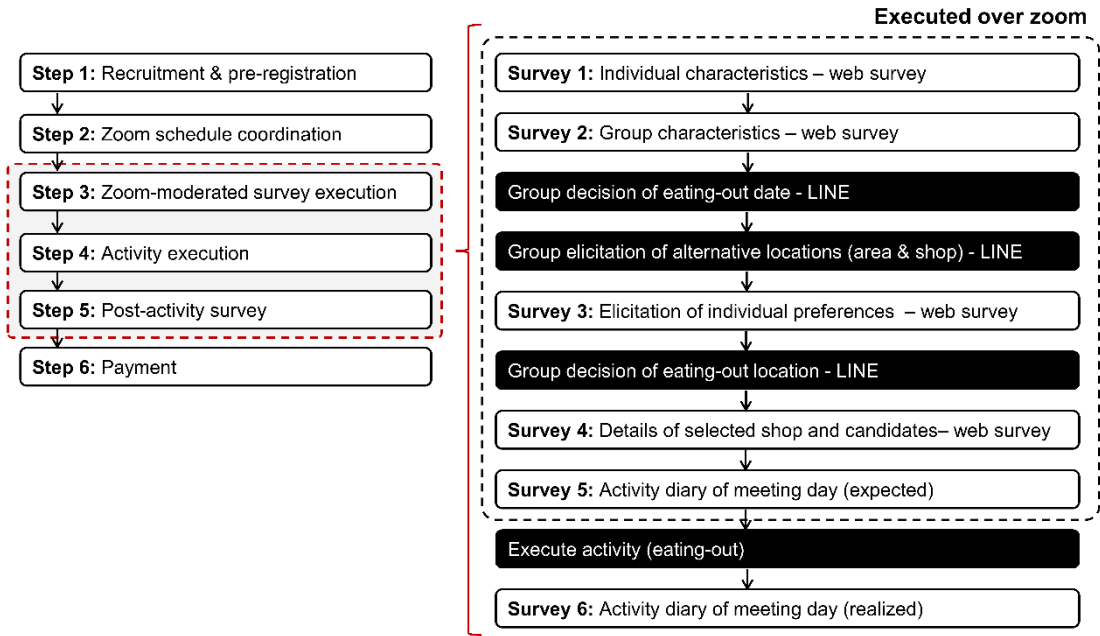 Executed over zoom
Step 1: Recruitment & pre-registration
Step 2: Zoom schedule coordination
Step 3: Zoom-moderated survey execution
Step 4: Activity execution
Step 5: Post-activity survey
Step 6: Payment
Survey 1: Individual characteristics – web survey
Survey 2: Group characteristics – web survey
Group decision of eating-out date - LINE
Group elicitation of alternative locations (area & shop) - LINE
Survey 3: Elicitation of individual preferences – web survey
Group decision of eating-out location - LINE
Survey 4: Details of selected shop and candidates– web survey
Survey 5: Activity diary of meeting day (expected)
Execute activity (eating-out)
Survey 6: Activity diary of meeting day (realized)